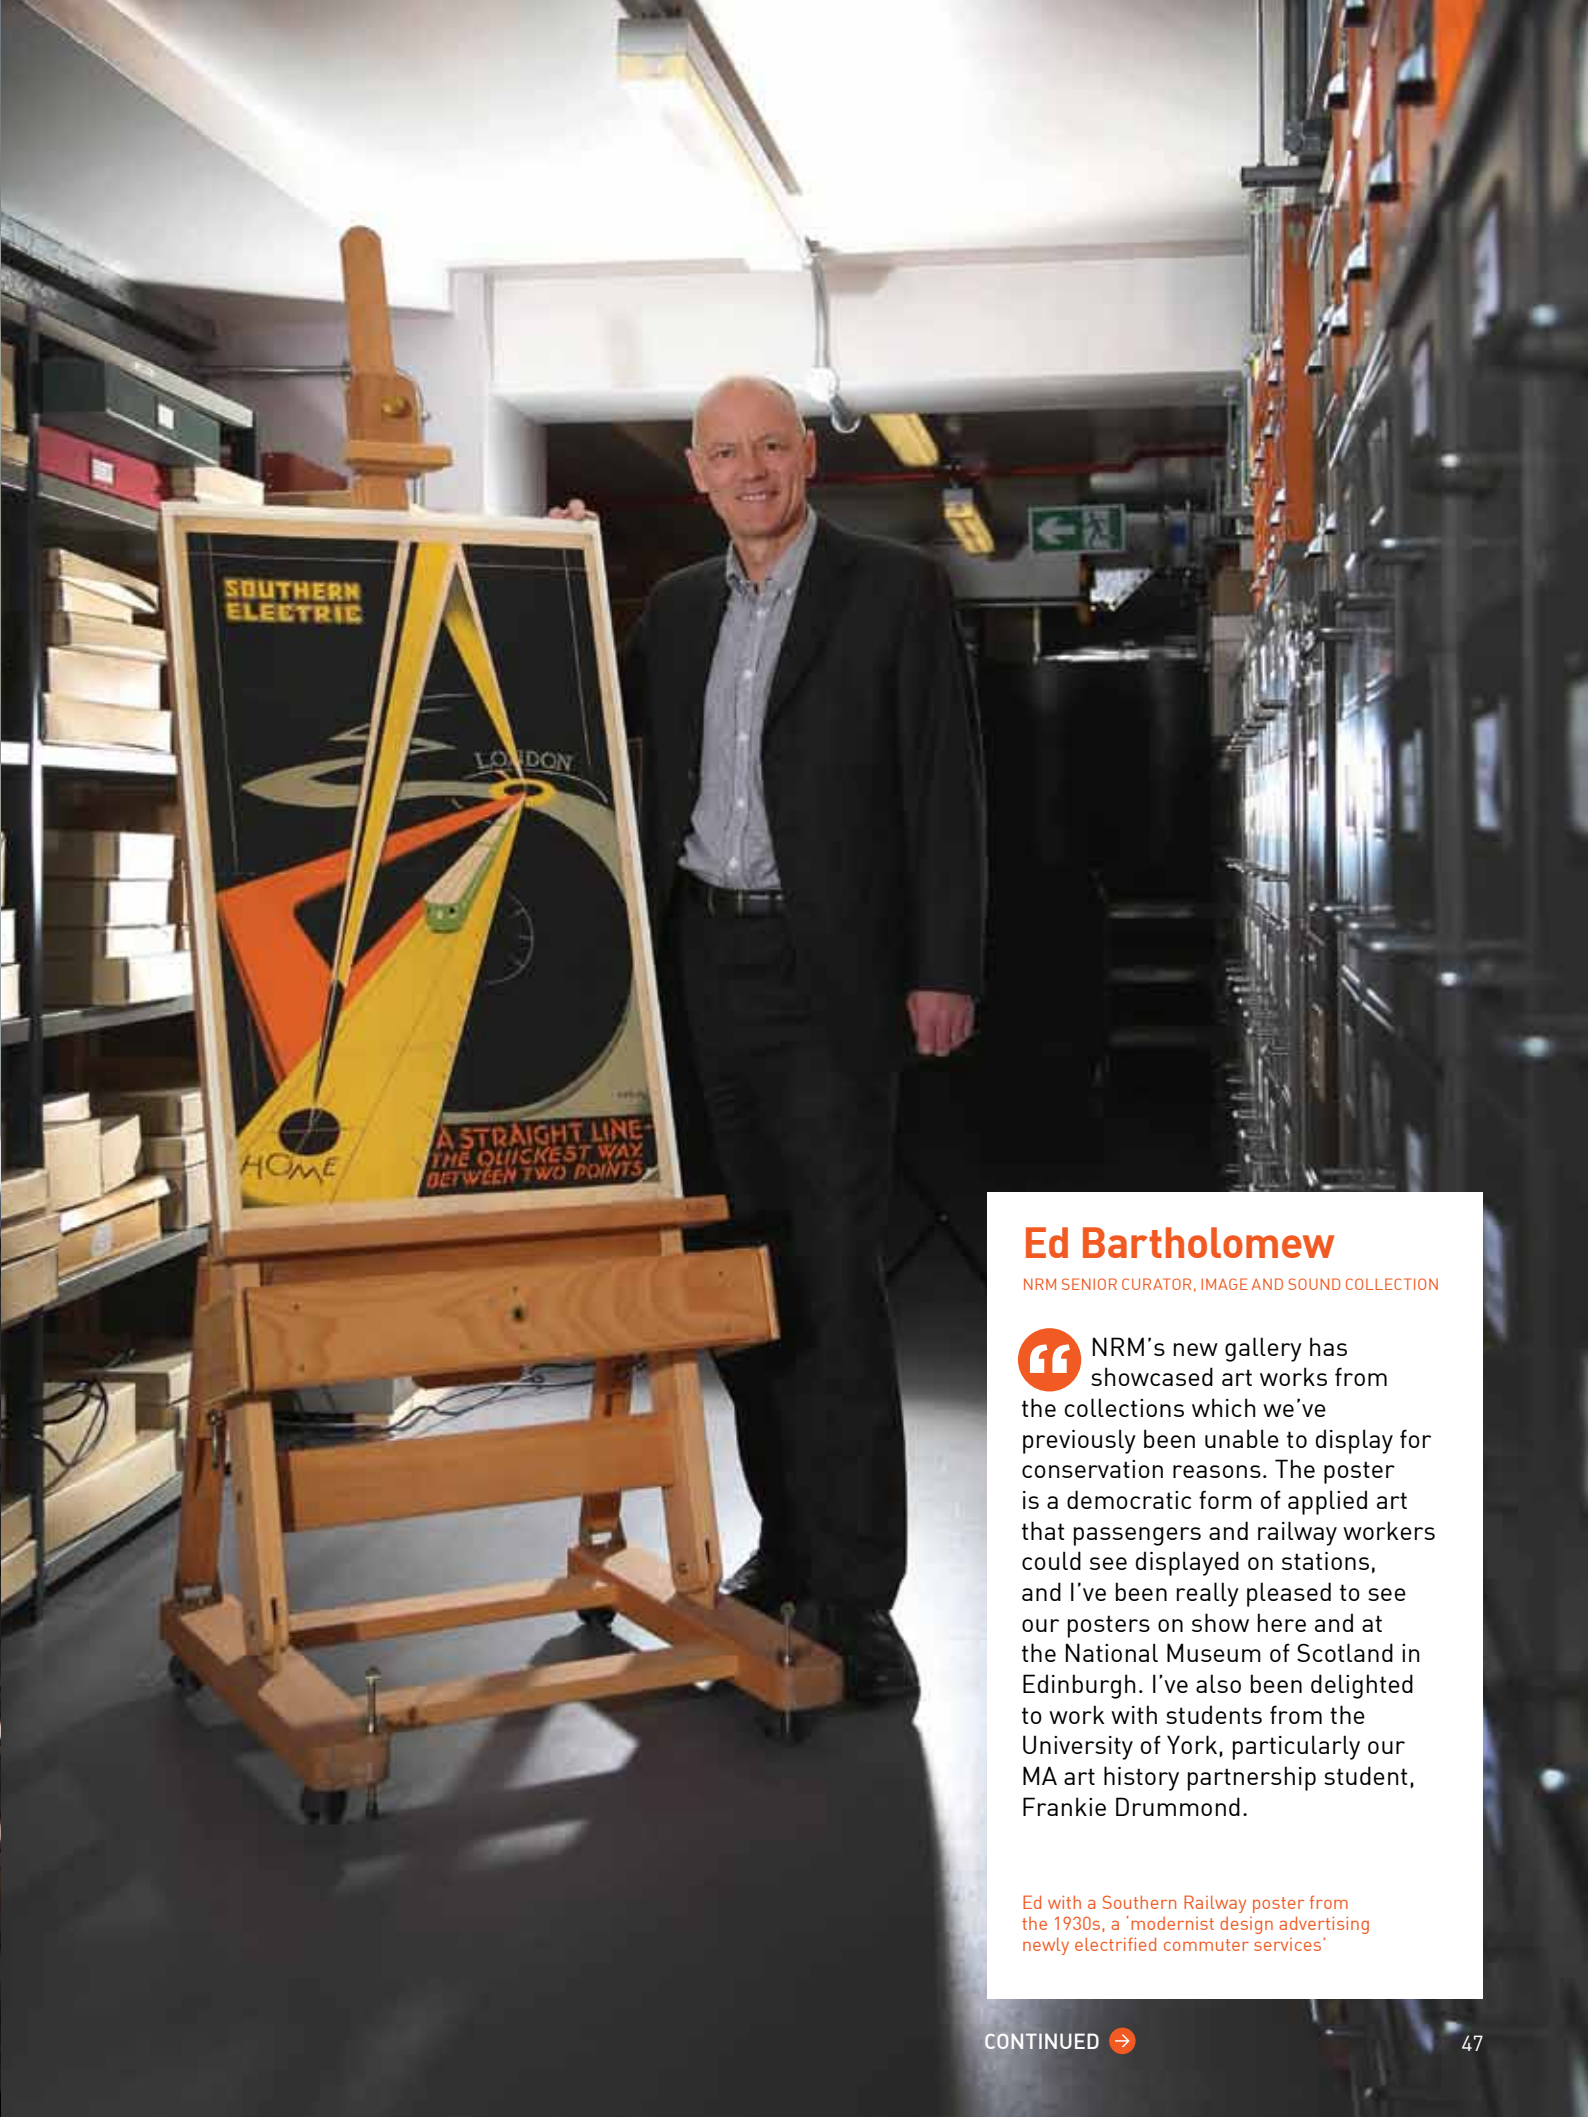 SOUTHERN
ELECTRIC
LONDON
HOME
A STRAIGHT LINE-
THE QUICKEST WAY
BETWEEN TWO POINTS
Ed Bartholomew
NRM SENIOR CURATOR, IMAGE AND SOUND COLLECTION
“ NRM’s new gallery has
showcased art works from
the collections which we’ve
previously been unable to display for
conservation reasons. The poster
is a democratic form of applied art
that passengers and railway workers
could see displayed on stations,
and I’ve been really pleased to see
our posters on show here and at
the National Museum of Scotland in
Edinburgh. I’ve also been delighted
to work with students from the
University of York, particularly our
MA art history partnership student,
Frankie Drummond.
Ed with a Southern Railway poster from
the 1930s, a ‘modernist design advertising
newly electrified commuter services’
CONTINUED
47